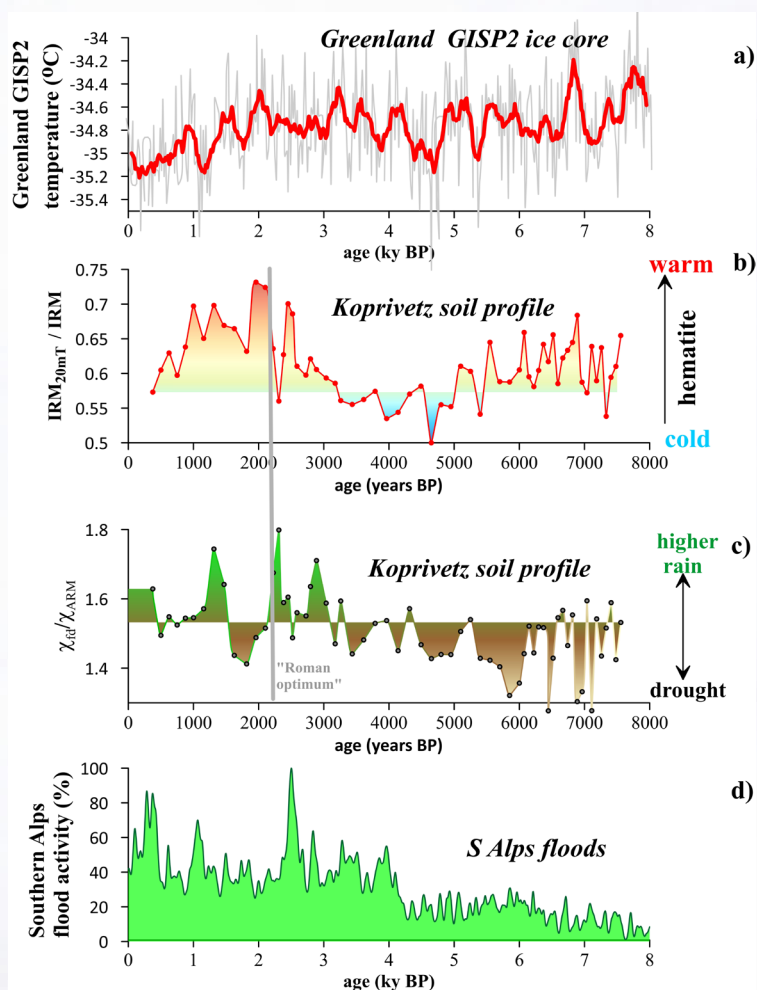 Greenland GISP2 ice core
a)
Greenland GISP2
temperature (⁰C)
-34
-34.2
-34.4
-34.6
-34.8
-35
-35.2
-35.4
0 1 2 3 4 5 6 7 8
age (ky BP)
b)
warm
Koprivetz soil profile
IRM20mT / IRM
0.75
0.7
0.65
0.6
0.55
0.5
hematite
cold
0 1000 2000 3000 4000 5000 6000 7000 8000
age (years BP)
c)
higher
rain
Koprivetz soil profile
χfd/χARM
1.8
1.6
1.4
"Roman
optimum"
drought
0 1000 2000 3000 4000 5000 6000 7000 8000
age (years BP)
d)
S Alps floods
Southern Alps
flood activity (%)
100
80
60
40
20
0
0 1 2 3 4 5 6 7 8
age (ky BP)